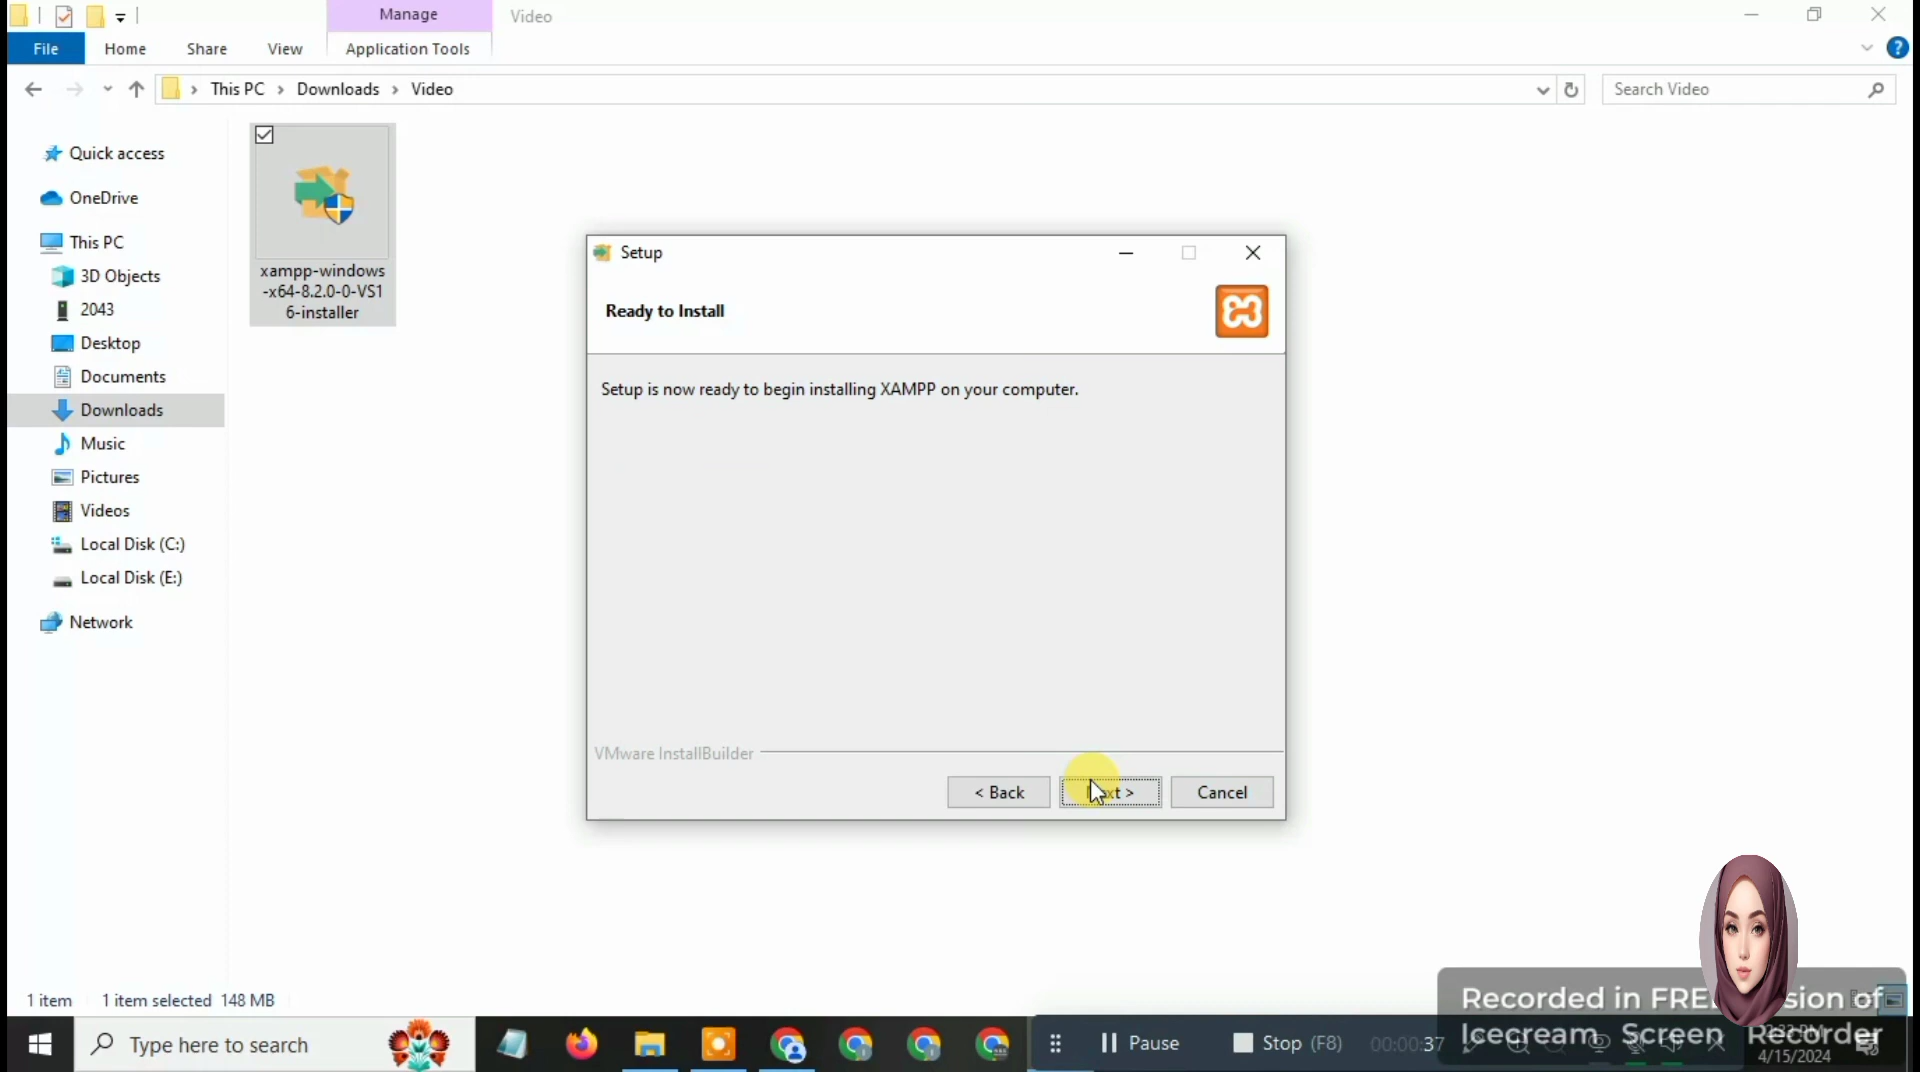 Manage
Video
File
Home
Share
View
Application Tools
This PC
Downloads
Video
Search Video
Quick access
OneDrive
This PC
3D Objects
2043
Desktop
Documents
Downloads
Music
Pictures
Videos
Local Disk (C:)
Local Disk (E:)
Network
xampp-windows
-x64-8.2.0-0-VS1
6-installer
Setup
Ready to Install
Setup is now ready to begin installing XAMPP on your computer.
VMware InstallBuilder
< Back
Cancel
1 item
1 item selected 148 MB
Type here to search
Pause
Stop (F8)
00:00:37
Recorded in
Icecream Screen Recorder
4/15/2024